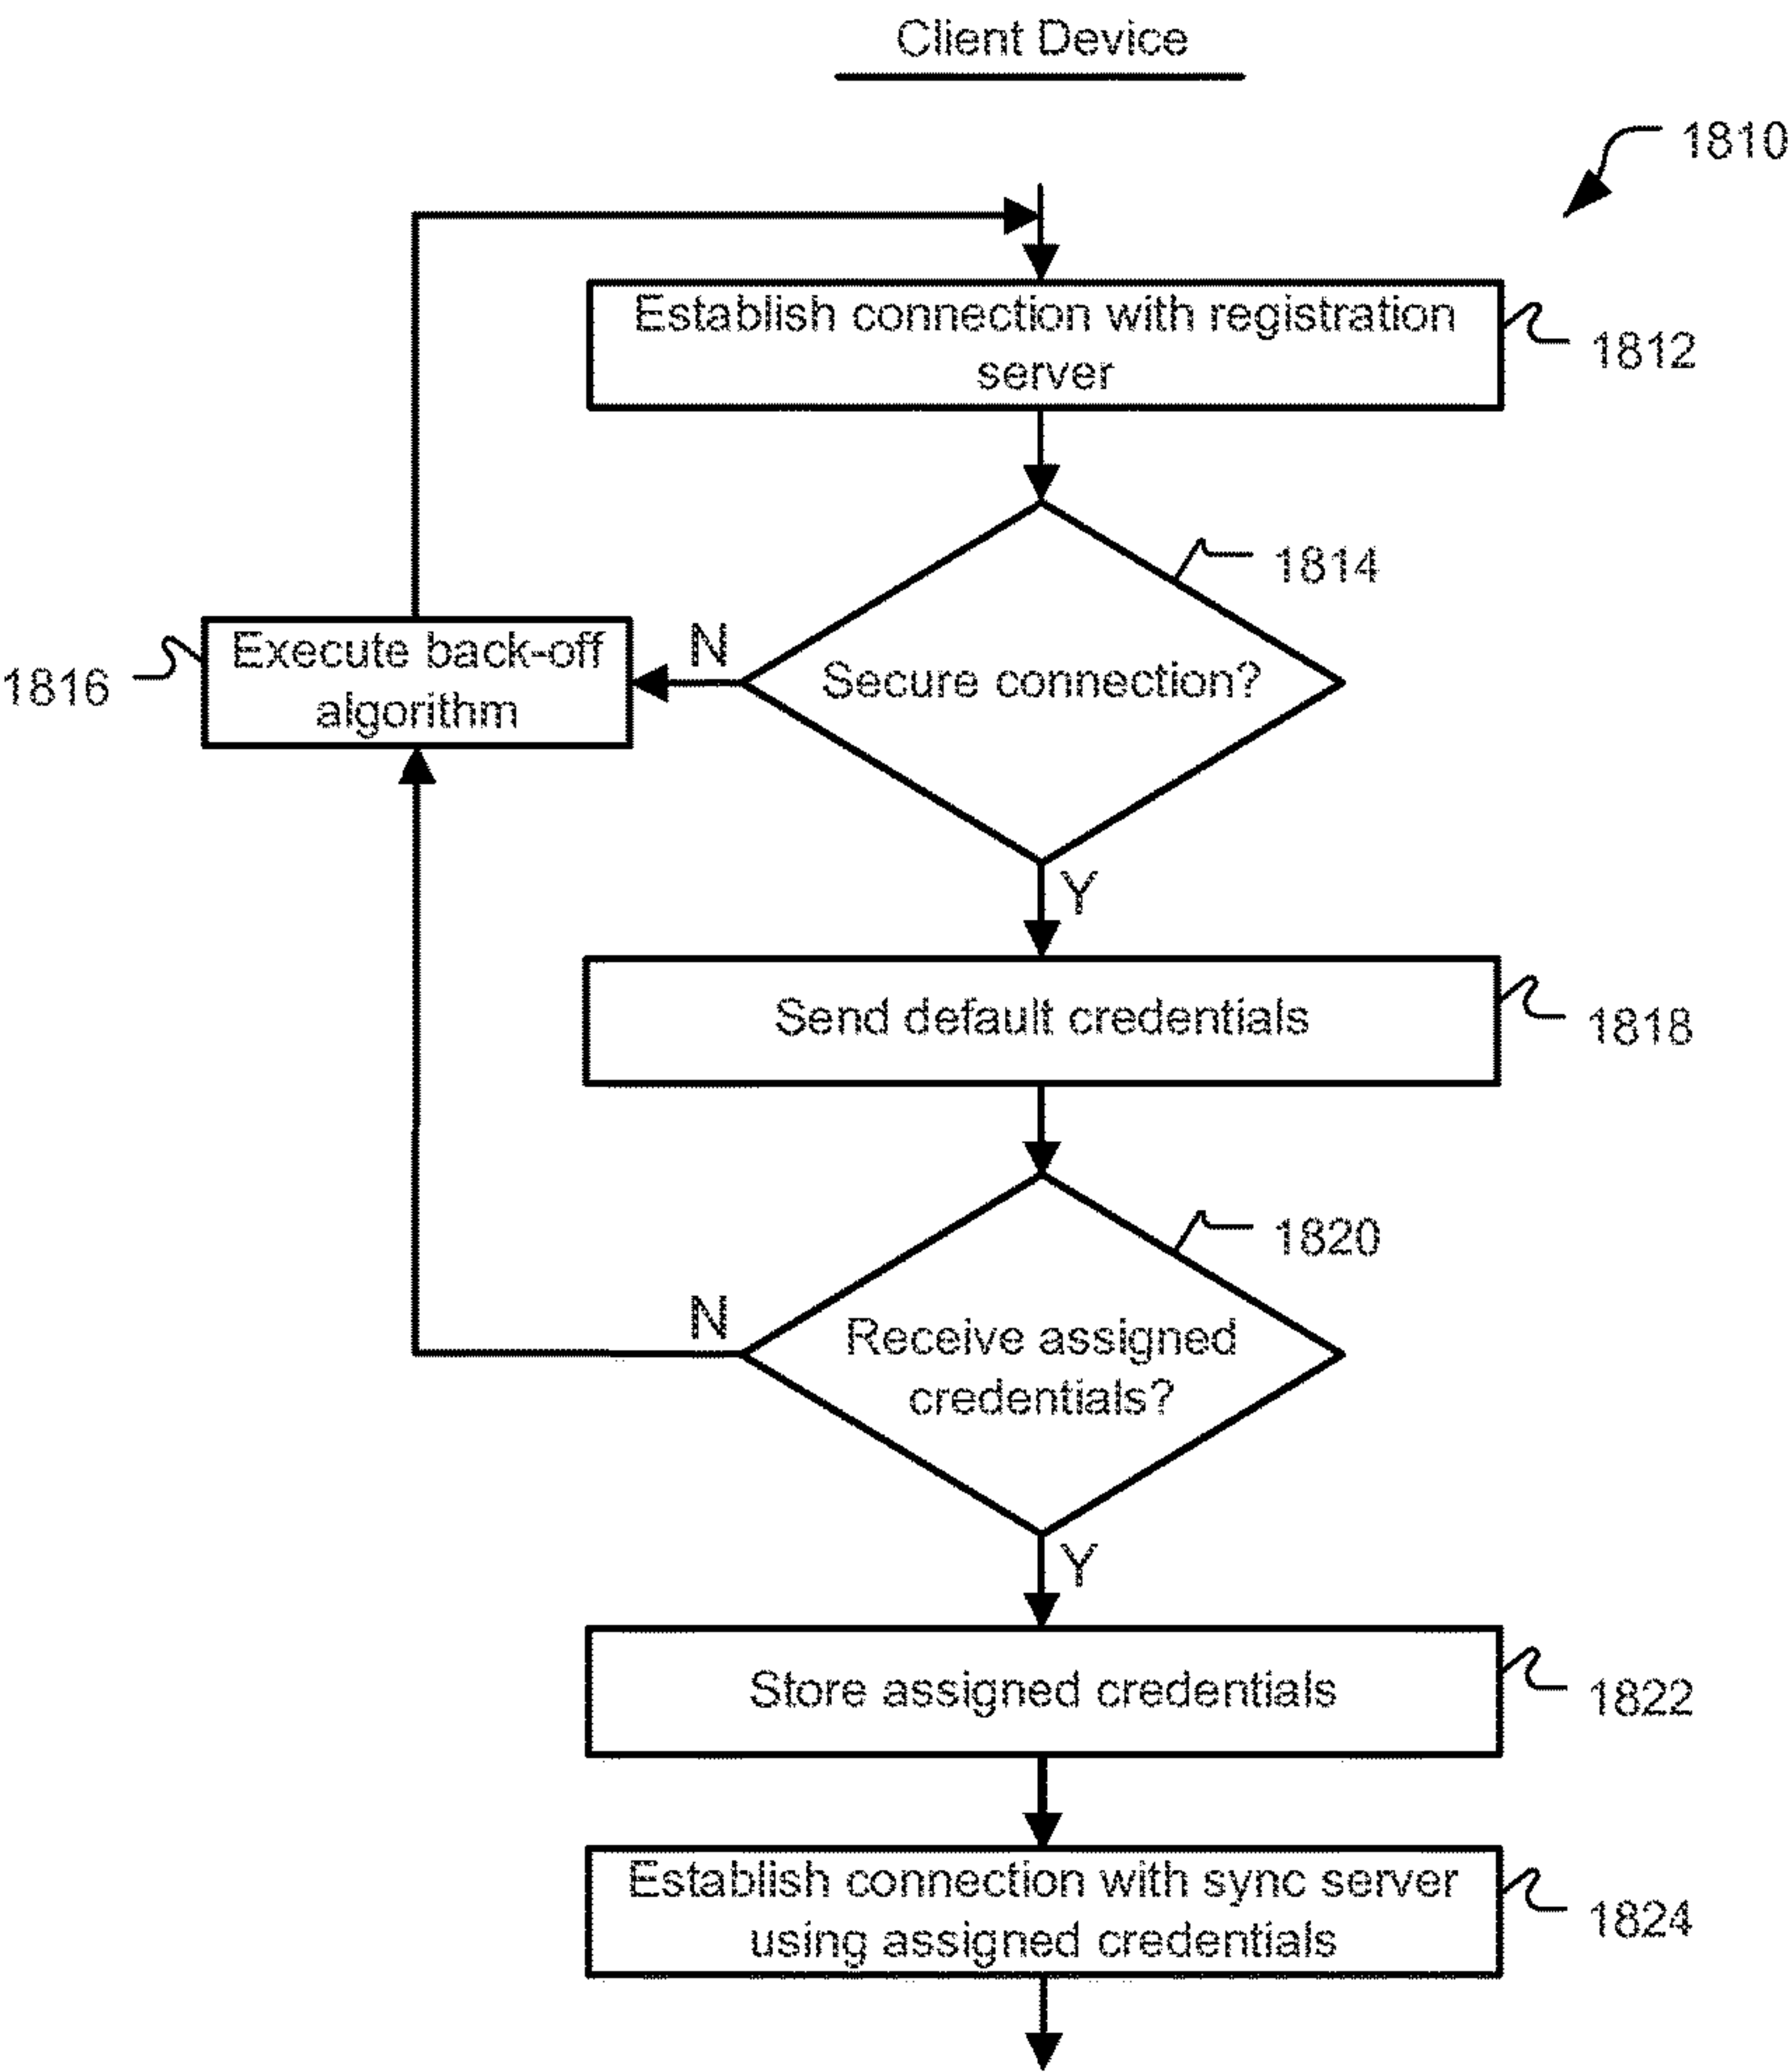 Client Device
1810
Establish connection with registration
server
1812
1814
Secure connection?
N
Execute back-off
algorithm
1816
Y
Send default credentials
1818
1820
Receive assigned
credentials?
N
Y
Store assigned credentials
1822
Establish connection with sync server
using assigned credentials
1824